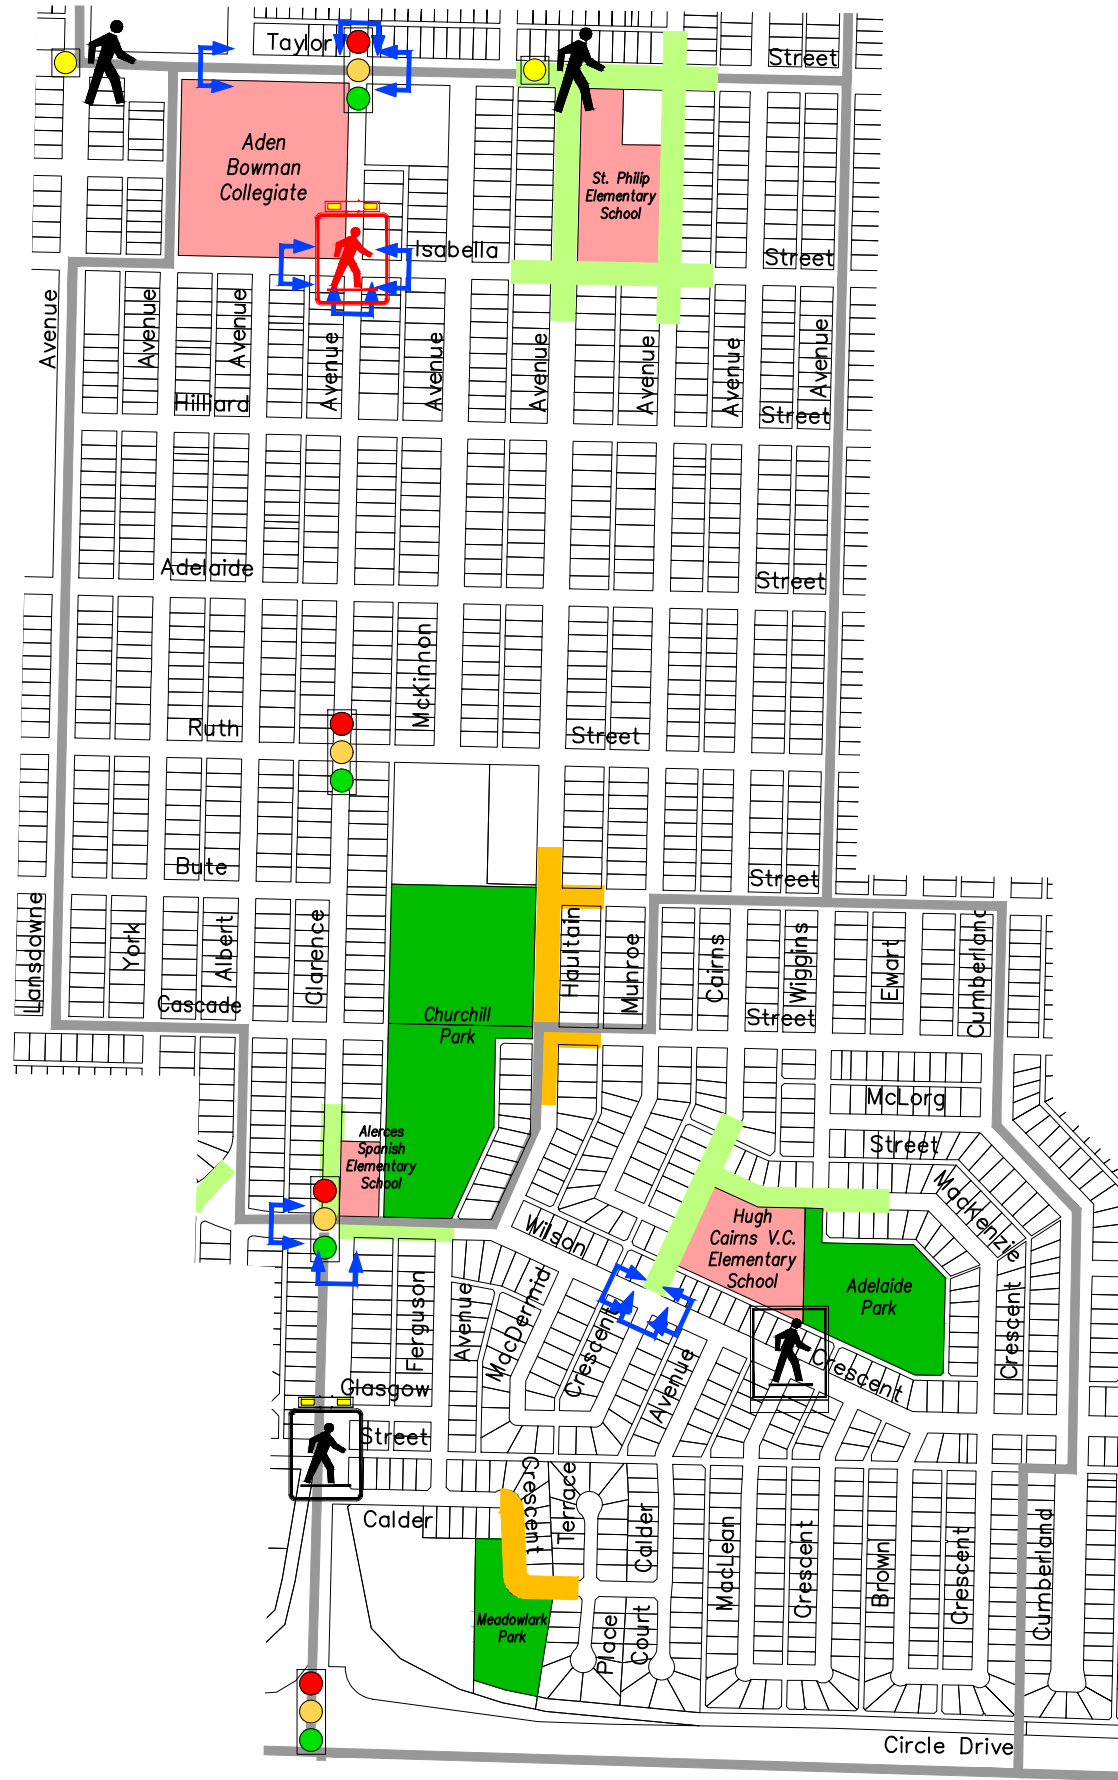 Taylor
Street
Aden
Bowman
Collegiate
St. Philip
Elementary
School
Isabella
Street
Avenue
Avenue
Avenue
Avenue
Avenue
Avenue
Avenue
Avenue
Avenue
Hilliard
Street
Adelaide
Street
McKinnon
Ruth
Street
Bute
Street
Lansdowne
York
Albert
Clarence
Haultain
Munroe
Cairns
Wiggins
Ewart
Cumberland
Cascade
Street
Churchill
Park
McLorg
Street
Alerces
Spanish
Elementary
School
MacKenzie
Crescent
Wilson
Hugh
Cairns V.C.
Elementary
School
Adelaide
Park
Ferguson
Avenue
MacDermid
Crescent
Avenue
Crescent
Glasgow
Street
Calder
Crescent
Terrace
Calder
MacLean
Crescent
Brown
Crescent
Cumberland
Meadowlark
Park
Place
Court
Circle Drive